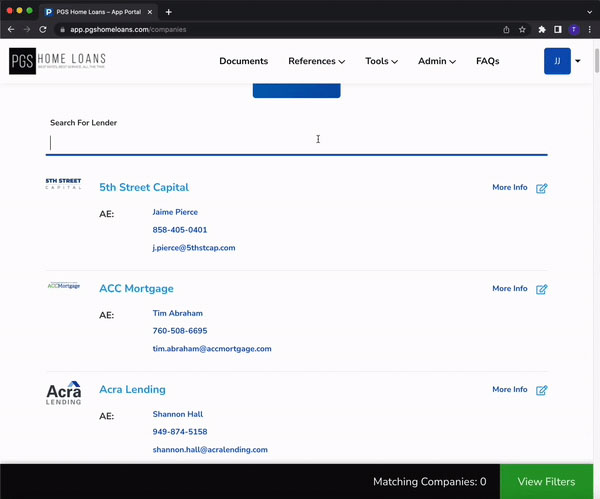 PGS Home Loans – App Portal
app.pgshomeloans.com/companies
T
PGS HOME LOANS
Documents
References
Tools
Admin
FAQs
JJ
Search For Lender
5TH STREET
CAPITAL
5th Street Capital
More Info
AE:
Jaime Pierce
858-405-0401
j.pierce@5thstcap.com
ACCMortgage
ACC Mortgage
More Info
AE:
Tim Abraham
760-508-6695
tim.abraham@accmortgage.com
Acra
LENDING
Acra Lending
More Info
AE:
Shannon Hall
949-874-5158
shannon.hall@acralending.com
Matching Companies: 0
View Filters